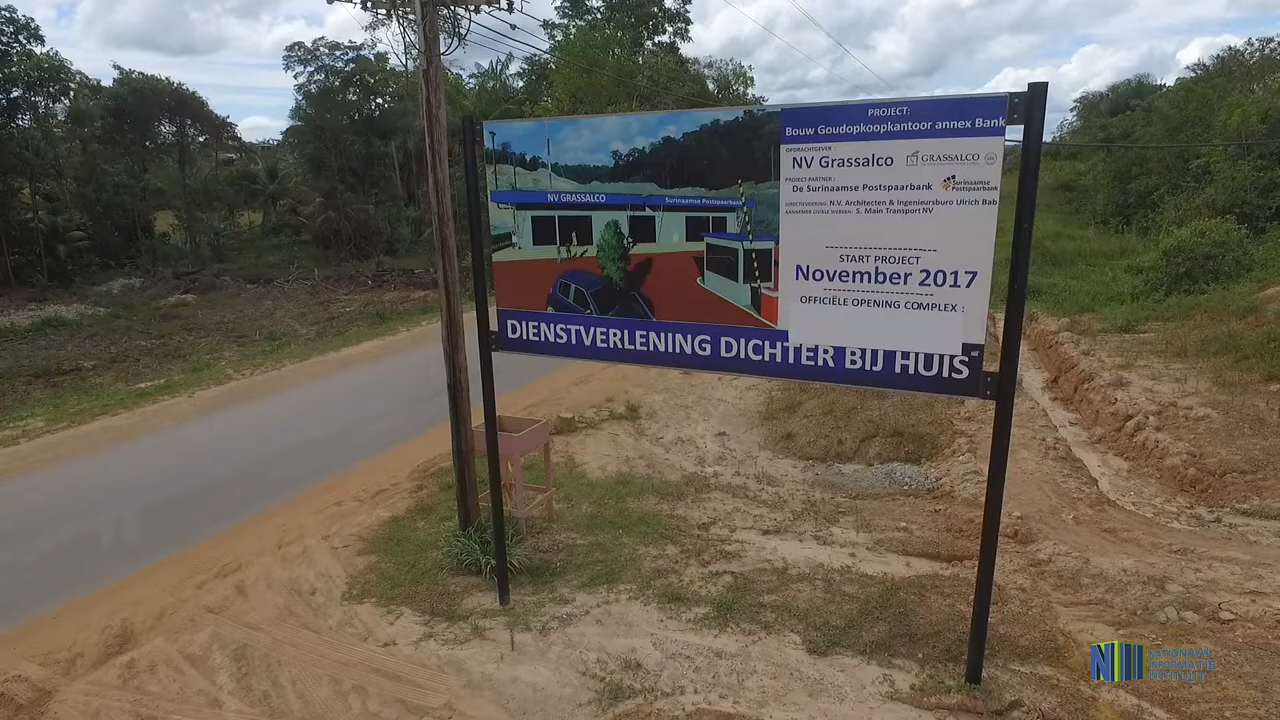 PROJECT:
Bouw Goudopkoopkantoor annex Bank
OPDRACHTGEVER :
NV Grassalco
GRASSALCO
PROJECT-PARTNER :
De Surinaamse Postspaarbank
Surinaamse
Postspaarbank
DIRECTIEVOERING: N.V. Architecten & Ingenieursburo Ulrich Bab
AANNEMER CIVIELE WERKEN: S. Main Transport NV
START PROJECT
November 2017
OFFICIËLE OPENING COMPLEX :
NV GRASSALCO
Surinaamse Postspaarbank
DIENSTVERLENING DICHTER BIJ HUIS
NATIONAAL
INFORMATIE
INSTITUUT